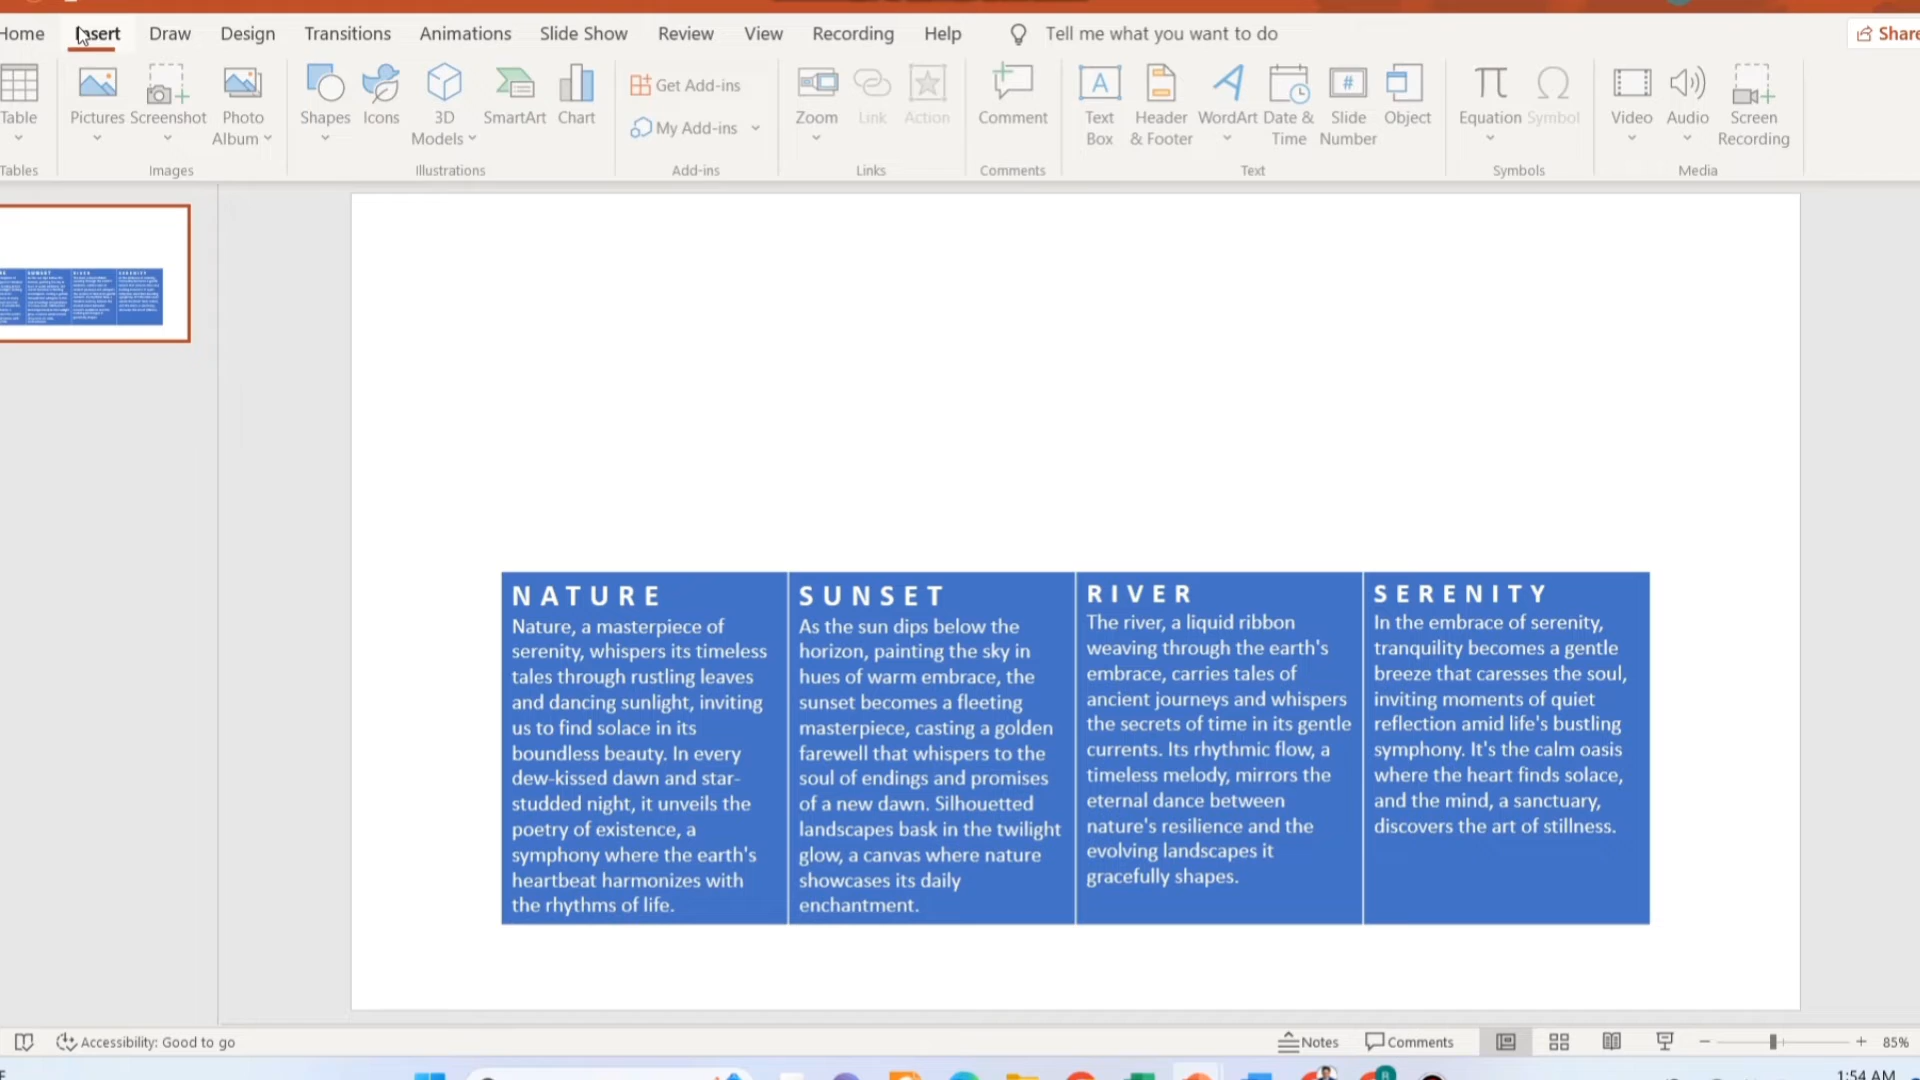 Home Insert Draw Design Transitions Animations Slide Show Review View Recording Help Tell me what you want to do Share
Table Pictures Screenshot Photo Album Shapes Icons 3D Models SmartArt Chart Get Add-ins My Add-ins Zoom Link Action Comment Text Box Header & Footer WordArt Date & Time Slide Number Object Equation Symbol Video Audio Screen Recording
Tables Images Illustrations Add-ins Links Comments Text Symbols Media
NATURE
Nature, a masterpiece of
serenity, whispers its timeless
tales through rustling leaves
and dancing sunlight, inviting
us to find solace in its
boundless beauty. In every
dew-kissed dawn and star-
studded night, it unveils the
poetry of existence, a
symphony where the earth's
heartbeat harmonizes with
the rhythms of life.
SUNSET
As the sun dips below the
horizon, painting the sky in
hues of warm embrace, the
sunset becomes a fleeting
masterpiece, casting a golden
farewell that whispers to the
soul of endings and promises
of a new dawn. Silhouetted
landscapes bask in the twilight
glow, a canvas where nature
showcases its daily
enchantment.
RIVER
The river, a liquid ribbon
weaving through the earth's
embrace, carries tales of
ancient journeys and whispers
the secrets of time in its gentle
currents. Its rhythmic flow, a
timeless melody, mirrors the
eternal dance between
nature's resilience and the
evolving landscapes it
gracefully shapes.
SERENITY
In the embrace of serenity,
tranquility becomes a gentle
breeze that caresses the soul,
inviting moments of quiet
reflection amid life's bustling
symphony. It's the calm oasis
where the heart finds solace,
and the mind, a sanctuary,
discovers the art of stillness.
Accessibility: Good to go Notes Comments 85%
1:54 AM